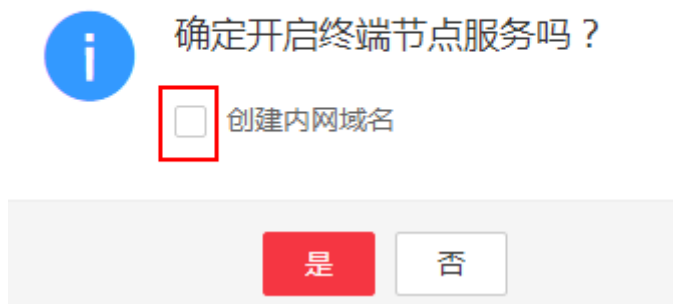 确定开启终端节点服务吗？
创建内网域名
是
否